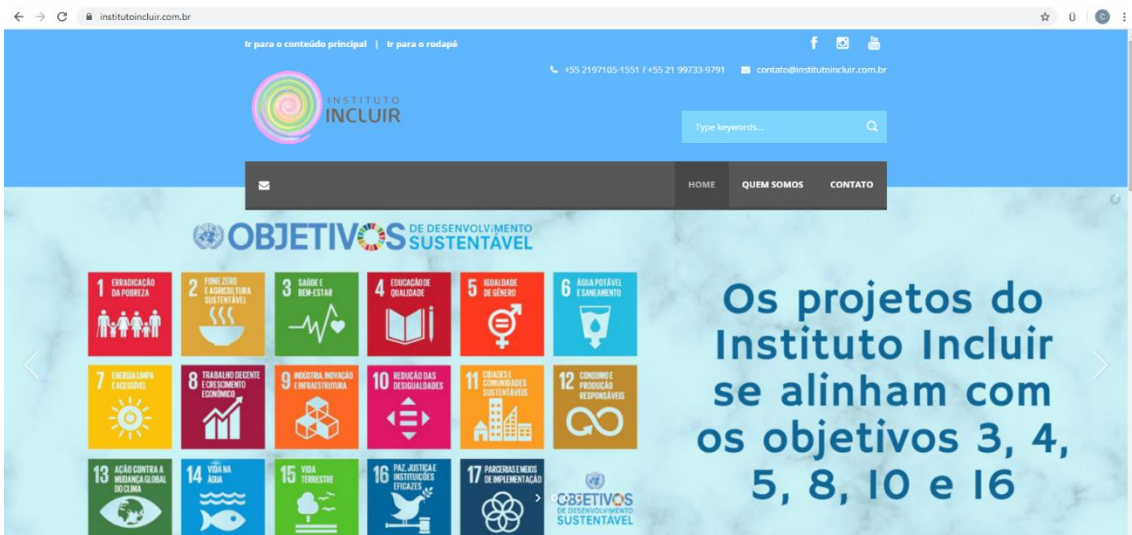 institutoincluir.com.br
Ir para o conteúdo principal | Ir para o rodapé
+55 2197105-1551 / +55 21 99733-9791 contato@institutoincluir.com.br
INSTITUTO
INCLUIR
Type keywords...
HOME QUEM SOMOS CONTATO
OBJETIVOS DE DESENVOLVIMENTO
SUSTENTÁVEL
1 ERRADICAÇÃO
DA POBREZA
2 FOME ZERO
E AGRICULTURA
SUSTENTÁVEL
3 SAÚDE E
BEM-ESTAR
4 EDUCAÇÃO DE
QUALIDADE
5 IGUALDADE
DE GÊNERO
6 ÁGUA POTÁVEL
E SANEAMENTO
7 ENERGIA LIMPA
E ACESSÍVEL
8 TRABALHO DECENTE
E CRESCIMENTO
ECONÔMICO
9 INDÚSTRIA, INOVAÇÃO
E INFRAESTRUTURA
10 REDUÇÃO DAS
DESIGUALDADES
11 CIDADES E
COMUNIDADES
SUSTENTÁVEIS
12 CONSUMO E
PRODUÇÃO
RESPONSÁVEIS
13 AÇÃO CONTRA A
MUDANÇA GLOBAL
DO CLIMA
14 VIDA NA
ÁGUA
15 VIDA
TERRESTRE
16 PAZ, JUSTIÇA E
INSTITUIÇÕES
EFICAZES
17 PARCERIAS E MEIOS
DE IMPLEMENTAÇÃO
OBJETIVOS
DE DESENVOLVIMENTO
SUSTENTÁVEL
Os projetos do
Instituto Incluir
se alinham com
os objetivos 3, 4,
5, 8, 10 e 16